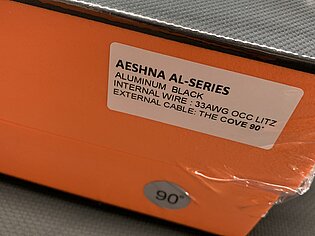 AESHNA AL-SERIES
ALUMINUM BLACK
INTERNAL WIRE : 33AWG OCC LITZ
EXTERNAL CABLE: THE COVE 90°
90°